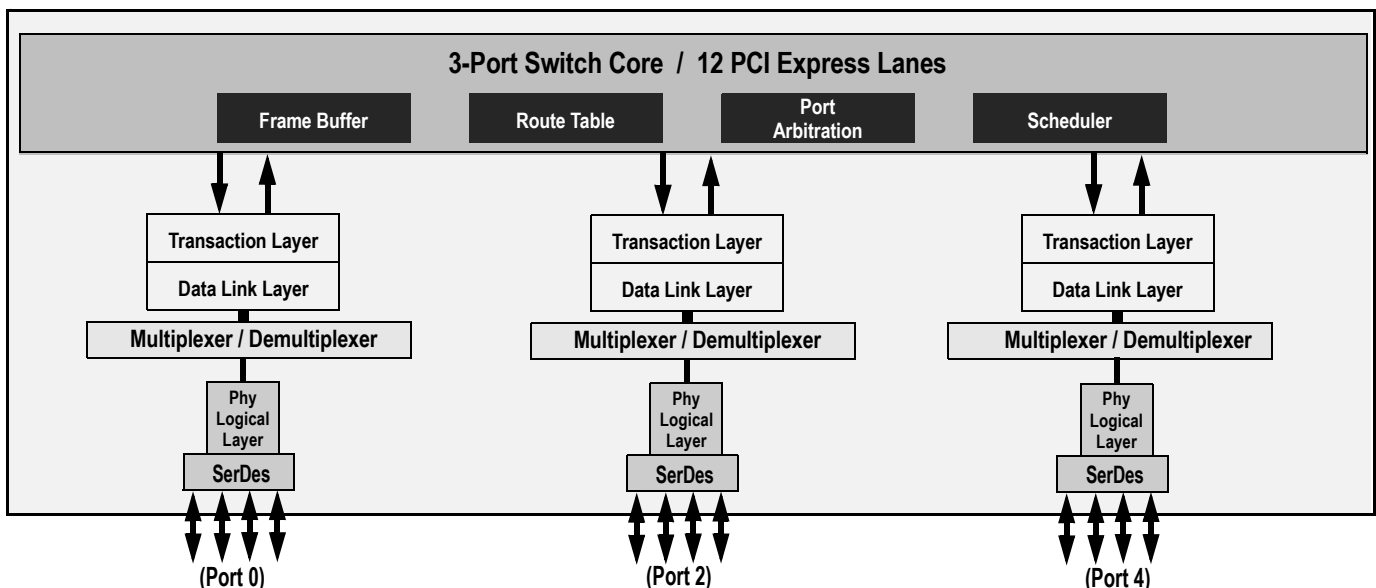 3-Port Switch Core / 12 PCI Express Lanes
Frame Buffer
Route Table
Port
Arbitration
Scheduler
Transaction Layer
Data Link Layer
Multiplexer / Demultiplexer
Phy
Logical
Layer
SerDes
(Port 0)
Transaction Layer
Data Link Layer
Multiplexer / Demultiplexer
Phy
Logical
Layer
SerDes
(Port 2)
Transaction Layer
Data Link Layer
Multiplexer / Demultiplexer
Phy
Logical
Layer
SerDes
(Port 4)